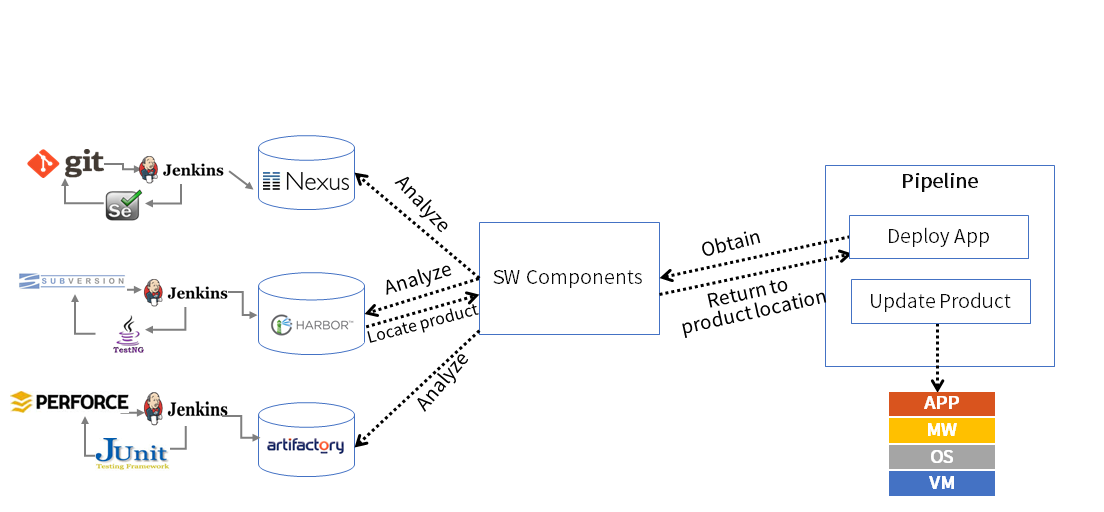 git
Jenkins
Se
Nexus
SUBVERSION
Jenkins
TestNG
HARBOR™
PERFORCE
Jenkins
JUnit
Testing Framework
artifactory
Analyze
Analyze
Locate product
Analyze
SW Components
Obtain
Return to
product location
Pipeline
Deploy App
Update Product
APP
MW
OS
VM